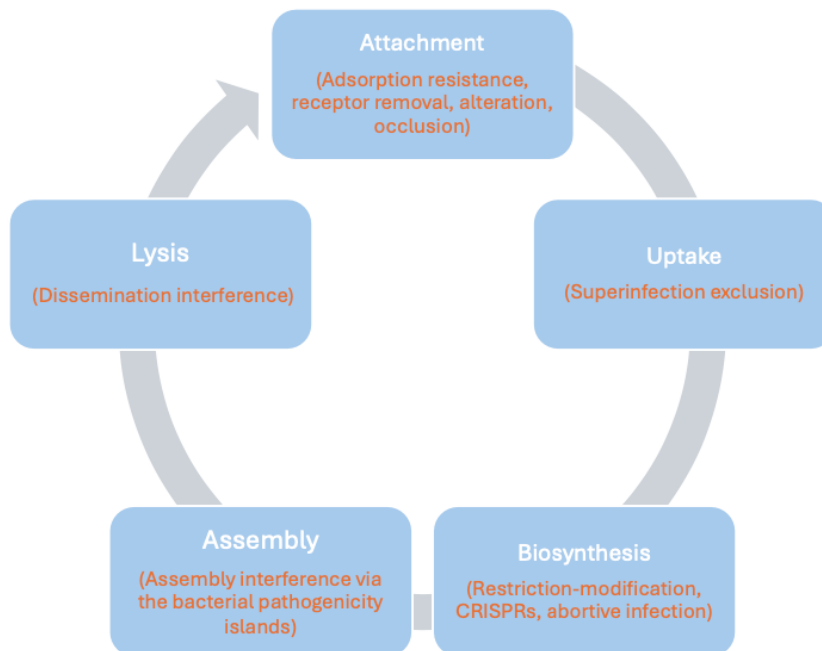 Attachment
(Adsorption resistance,
receptor removal, alteration,
occlusion)
Uptake
(Superinfection exclusion)
Biosynthesis
(Restriction-modification,
CRISPRs, abortive infection)
Assembly
(Assembly interference via
the bacterial pathogenicity
islands)
Lysis
(Dissemination interference)